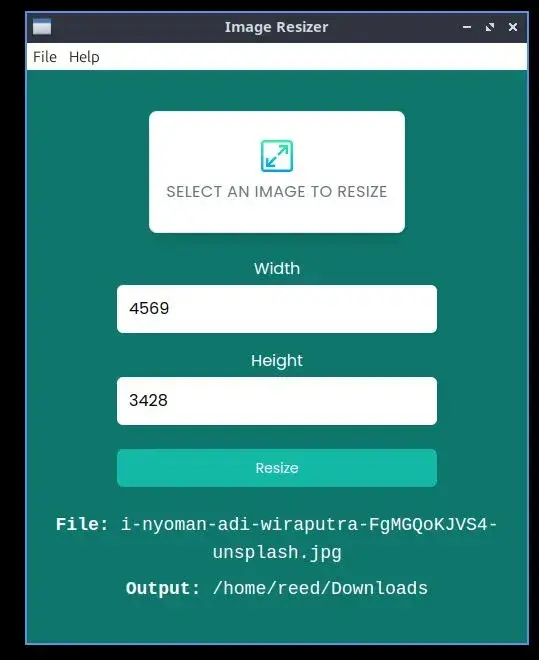 Image Resizer
File Help
SELECT AN IMAGE TO RESIZE
Width
4569
Height
3428
Resize
File: i-nyoman-adi-wiraputra-FgMGQoKJVS4-
unsplash.jpg
Output: /home/reed/Downloads